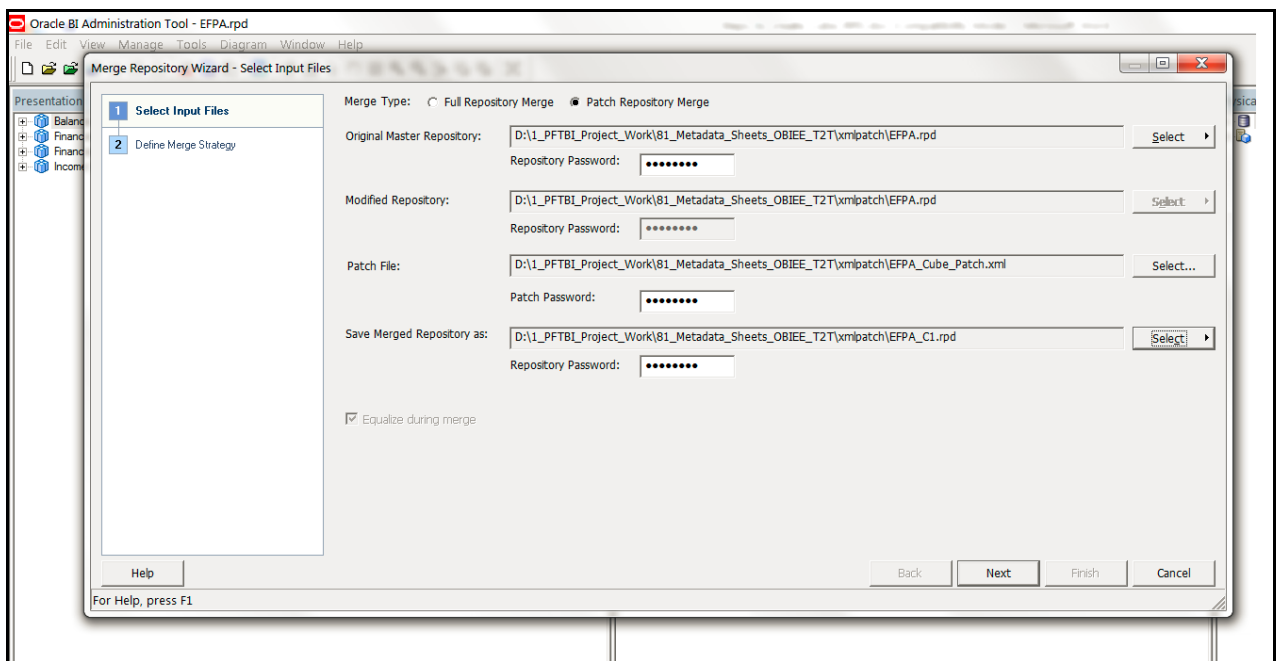 Oracle BI Administration Tool - EFPA.rpd
File Edit View Manage Tools Diagram Window Help
Merge Repository Wizard - Select Input Files
Presentation
Balanc
Financ
Financ
Incom
sica
1 Select Input Files
2 Define Merge Strategy
Merge Type: Full Repository Merge Patch Repository Merge
Original Master Repository: D:\1_PFTBI_Project_Work\81_Metadata_Sheets_OBIEE_T2T\xmlpatch\EFPA.rpd Select
Repository Password: ••••••••
Modified Repository: D:\1_PFTBI_Project_Work\81_Metadata_Sheets_OBIEE_T2T\xmlpatch\EFPA.rpd Select
Repository Password: ••••••••
Patch File: D:\1_PFTBI_Project_Work\81_Metadata_Sheets_OBIEE_T2T\xmlpatch\EFPA_Cube_Patch.xml Select...
Patch Password: ••••••••
Save Merged Repository as: D:\1_PFTBI_Project_Work\81_Metadata_Sheets_OBIEE_T2T\xmlpatch\EFPA_C1.rpd Select
Repository Password: ••••••••
Equalize during merge
Help Back Next Finish Cancel
For Help, press F1